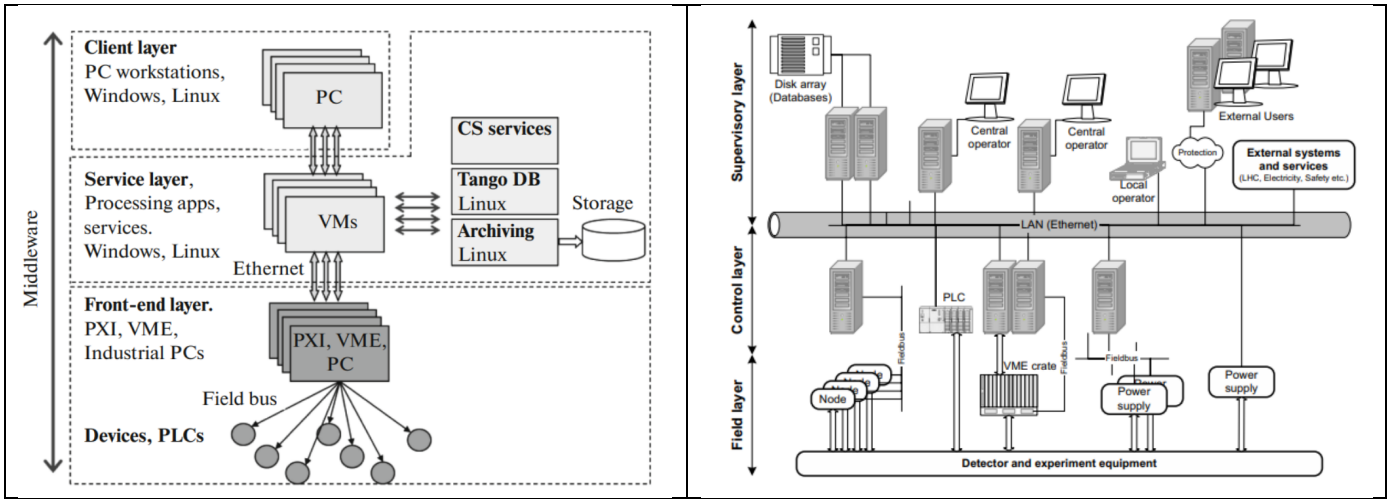 Middleware
Client layer
PC workstations,
Windows, Linux
PC
Service layer,
Processing apps,
services.
Windows, Linux
VMs
Ethernet
CS services
Tango DB
Linux
Archiving
Linux
Storage
Front-end layer.
PXI, VME,
Industrial PCs
PXI, VME,
PC
Field bus
Devices, PLCs
Supervisory layer
Control layer
Field layer
Disk array
(Databases)
Central
operator
Central
operator
Local
operator
External Users
Protection
External systems
and services
(LHC, Electricity, Safety etc.)
LAN (Ethernet)
PLC
Fieldbus
Fieldbus
Fieldbus
VME crate
Node
Node
Node
Node
Power
Power
supply
Power
supply
Detector and experiment equipment